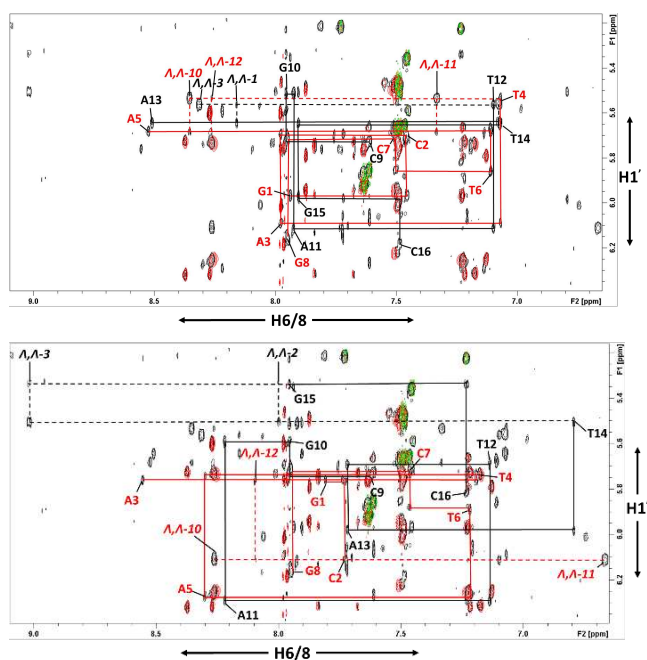 Λ,Λ-12
Λ,Λ-10 Λ,Λ-3 Λ,Λ-1 G10 Λ,Λ-11 T12
A13 T4
A5 T14
C7 C2
C9
G1 T6
G15
A3 A11 C16
G8
5.4
5.6
5.8
6.0
6.2
F1 [ppm]
H1′
9.0 8.5 8.0 7.5 7.0 F2 [ppm]
H6/8
Λ,Λ-3 Λ,Λ-2
G15
T14
G10 T12
Λ,Λ-12 C7
A3 G1 C9 C16 T4
T6
Λ,Λ-10 A13
G8 C2 Λ,Λ-11
A5
A11
5.4
5.6
5.8
6.0
6.2
F1 [ppm]
H1′
9.0 8.5 8.0 7.5 7.0 F2 [ppm]
H6/8